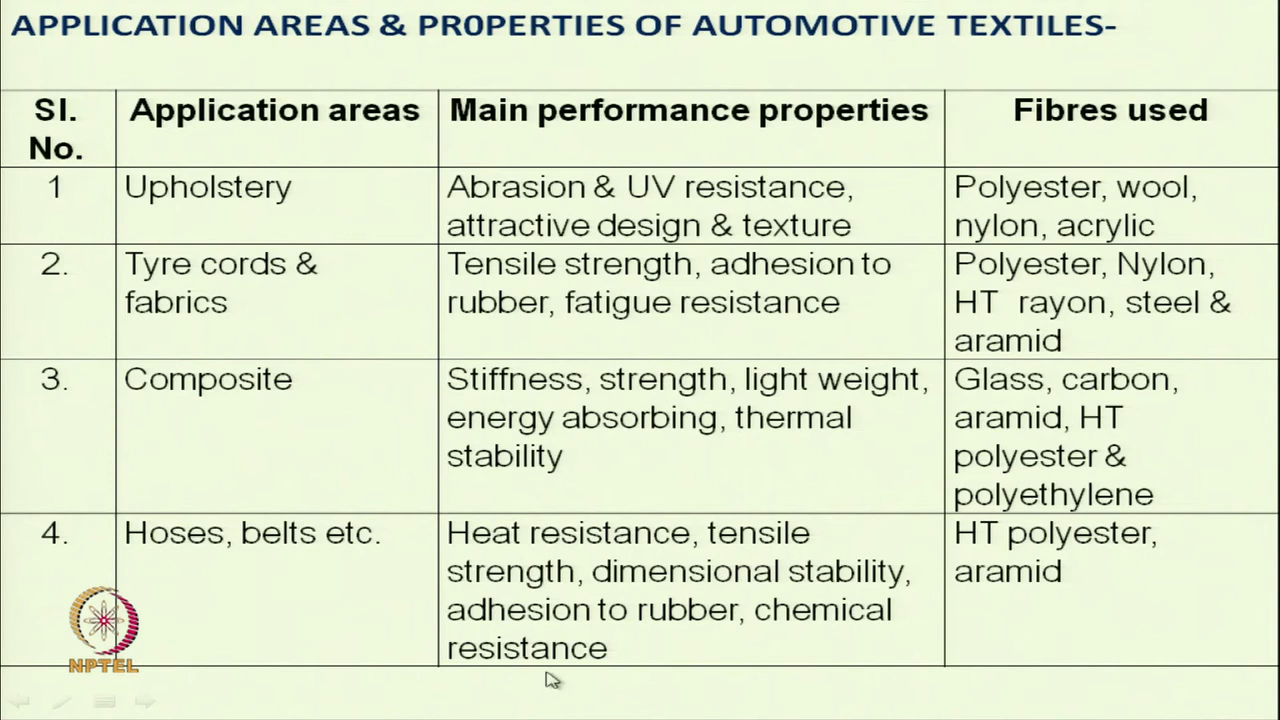 APPLICATION AREAS & PR0PERTIES OF AUTOMOTIVE TEXTILES-
Sl. No. Application areas Main performance properties Fibres used
1 Upholstery Abrasion & UV resistance, attractive design & texture Polyester, wool, nylon, acrylic
2. Tyre cords & fabrics Tensile strength, adhesion to rubber, fatigue resistance Polyester, Nylon, HT rayon, steel & aramid
3. Composite Stiffness, strength, light weight, energy absorbing, thermal stability Glass, carbon, aramid, HT polyester & polyethylene
4. Hoses, belts etc. Heat resistance, tensile strength, dimensional stability, adhesion to rubber, chemical resistance HT polyester, aramid
NPTEL